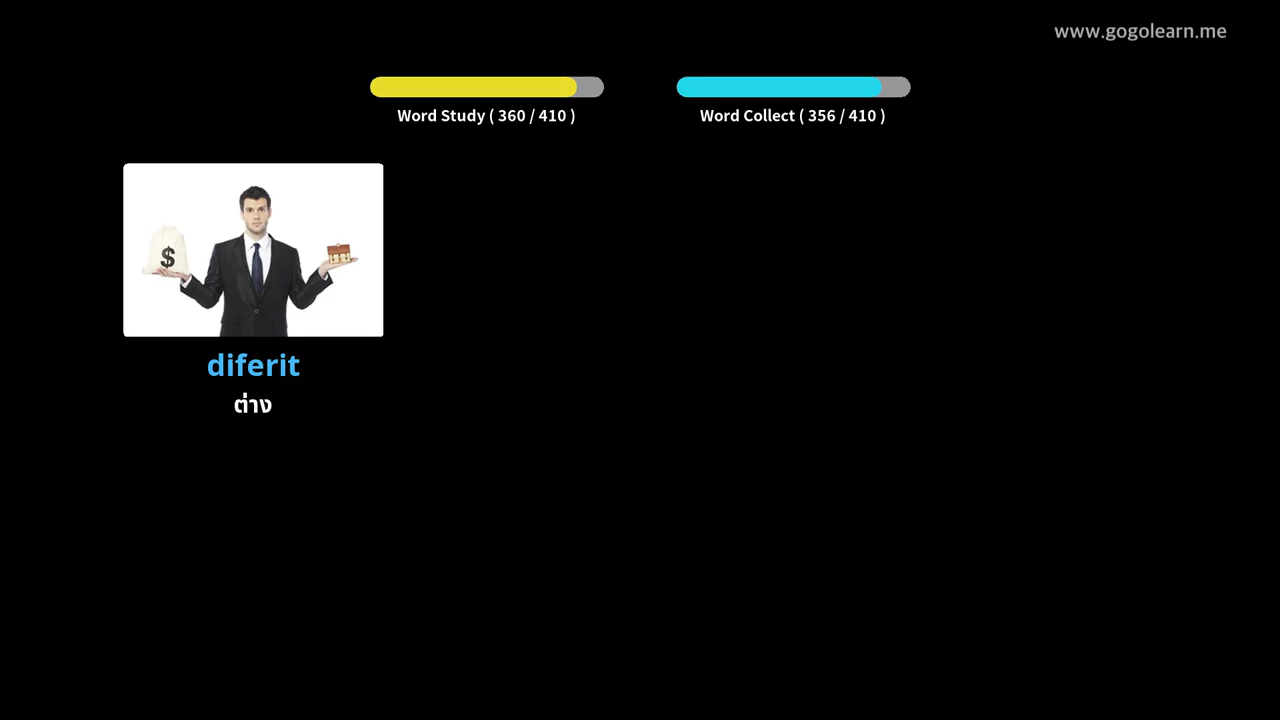 www.gogolearn.me
Word Study ( 360 / 410 )
Word Collect ( 356 / 410 )
$
diferit
ต่าง